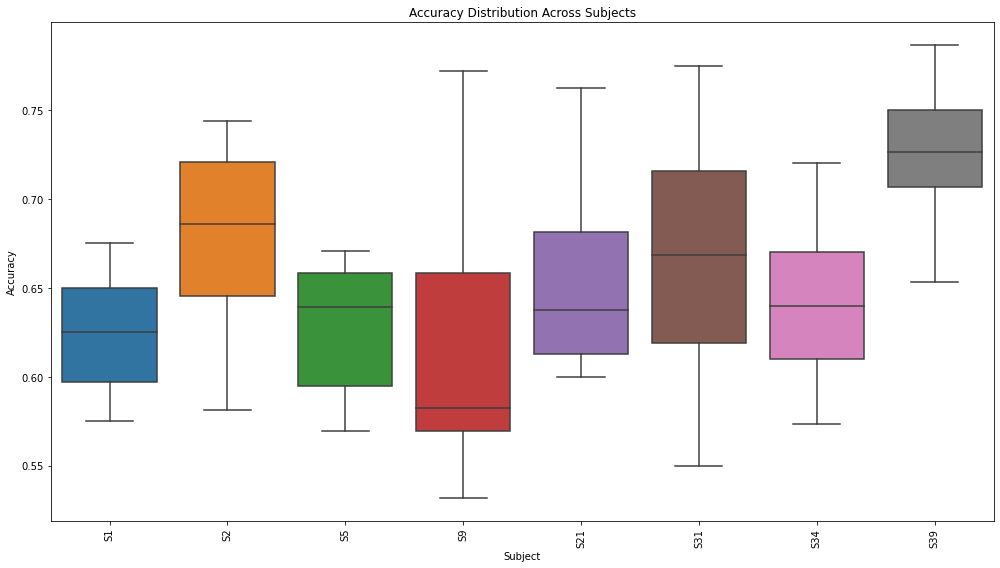 Accuracy Distribution Across Subjects
Accuracy
0.75
0.70
0.65
0.60
0.55
S1
S2
S5
S9
S21
S31
S34
S39
Subject